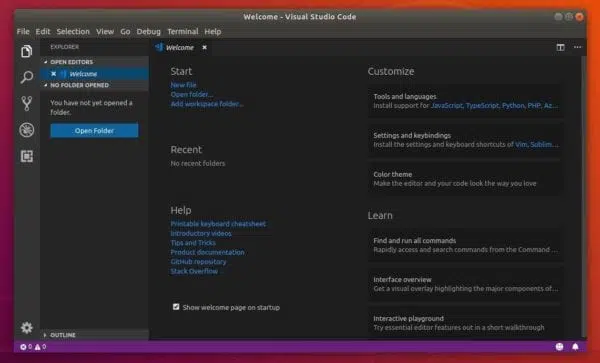 Welcome - Visual Studio Code
File Edit Selection View Go Debug Terminal Help
EXPLORER
OPEN EDITORS
Welcome
NO FOLDER OPENED
You have not yet opened a
folder.
Open Folder
OUTLINE
Welcome
Start
New file
Open folder...
Add workspace folder...
Recent
No recent folders
Help
Printable keyboard cheatsheet
Introductory videos
Tips and Tricks
Product documentation
GitHub repository
Stack Overflow
Show welcome page on startup
Customize
Tools and languages
Install support for JavaScript, TypeScript, Python, PHP, Az...
Settings and keybindings
Install the settings and keyboard shortcuts of Vim, Sublim...
Color theme
Make the editor and your code look the way you love
Learn
Find and run all commands
Rapidly access and search commands from the Command ...
Interface overview
Get a visual overlay highlighting the major components of...
Interactive playground
Try essential editor features out in a short walkthrough
0 0